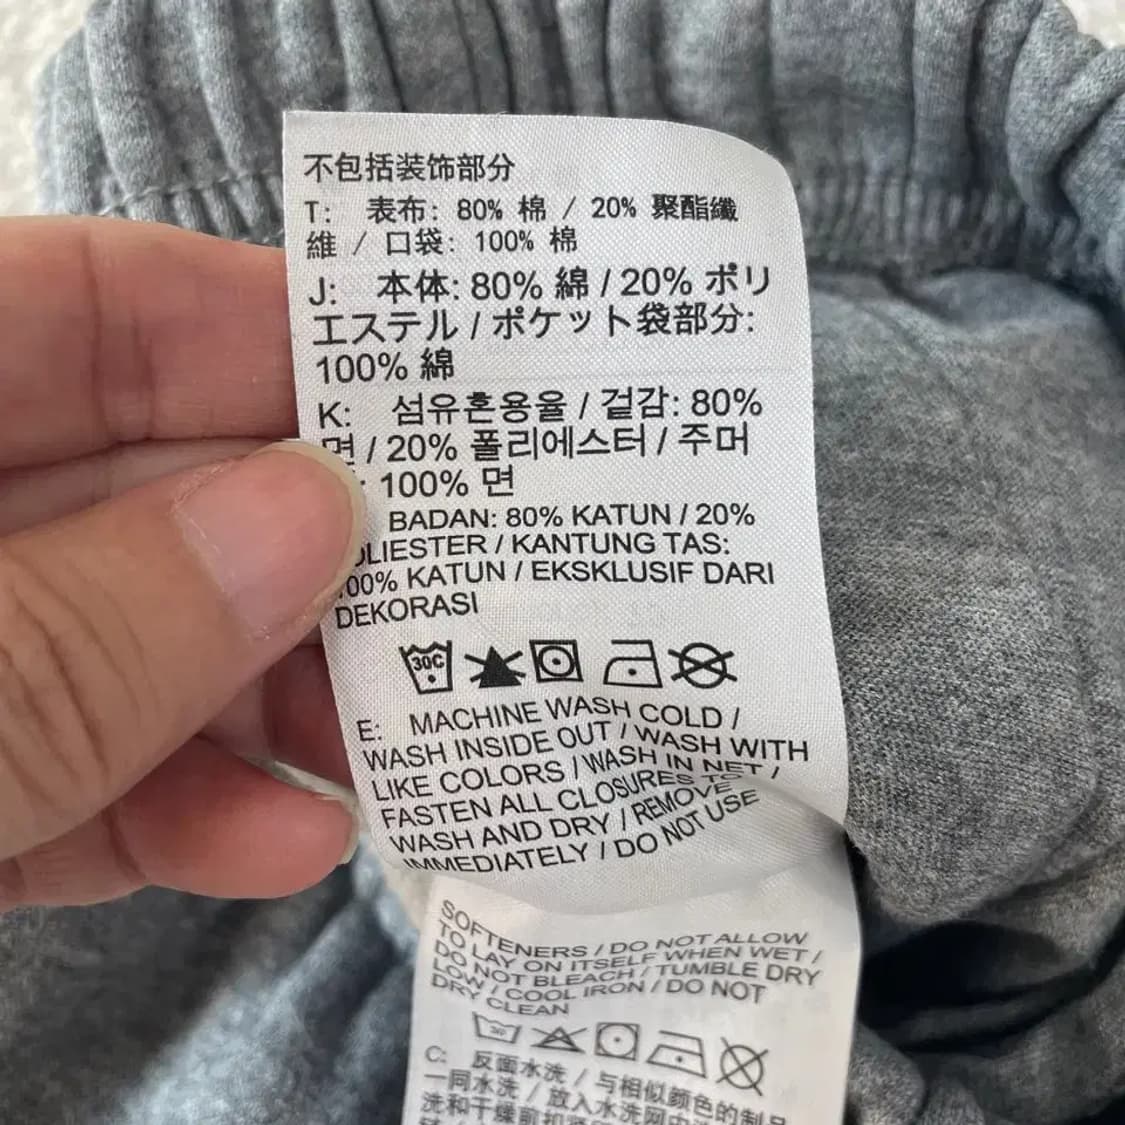 不包括装饰部分
T: 表布: 80% 棉 / 20% 聚酯纖
維 / 口袋: 100% 棉
J: 本体: 80% 綿 / 20% ポリ
エステル / ポケット袋部分:
100% 綿
K: 섬유혼용율 / 겉감: 80%
면 / 20% 폴리에스터 / 주머
: 100% 면
BADAN: 80% KATUN / 20%
OLIESTER / KANTUNG TAS:
00% KATUN / EKSKLUSIF DARI
DEKORASI
30C
E: MACHINE WASH COLD /
WASH INSIDE OUT / WASH WITH
LIKE COLORS / WASH IN NET /
FASTEN ALL CLOSURES TO
WASH AND DRY / REMOVE
IMMEDIATELY / DO NOT USE
SOFTENERS / DO NOT ALLOW
TO LAY ON ITSELF WHEN WET /
DO NOT BLEACH / TUMBLE DRY
LOW / COOL IRON / DO NOT
DRY CLEAN
C: 反面水洗 / 与相似颜色的制品
一同水洗 / 放入水洗网中
洗和干燥前扣